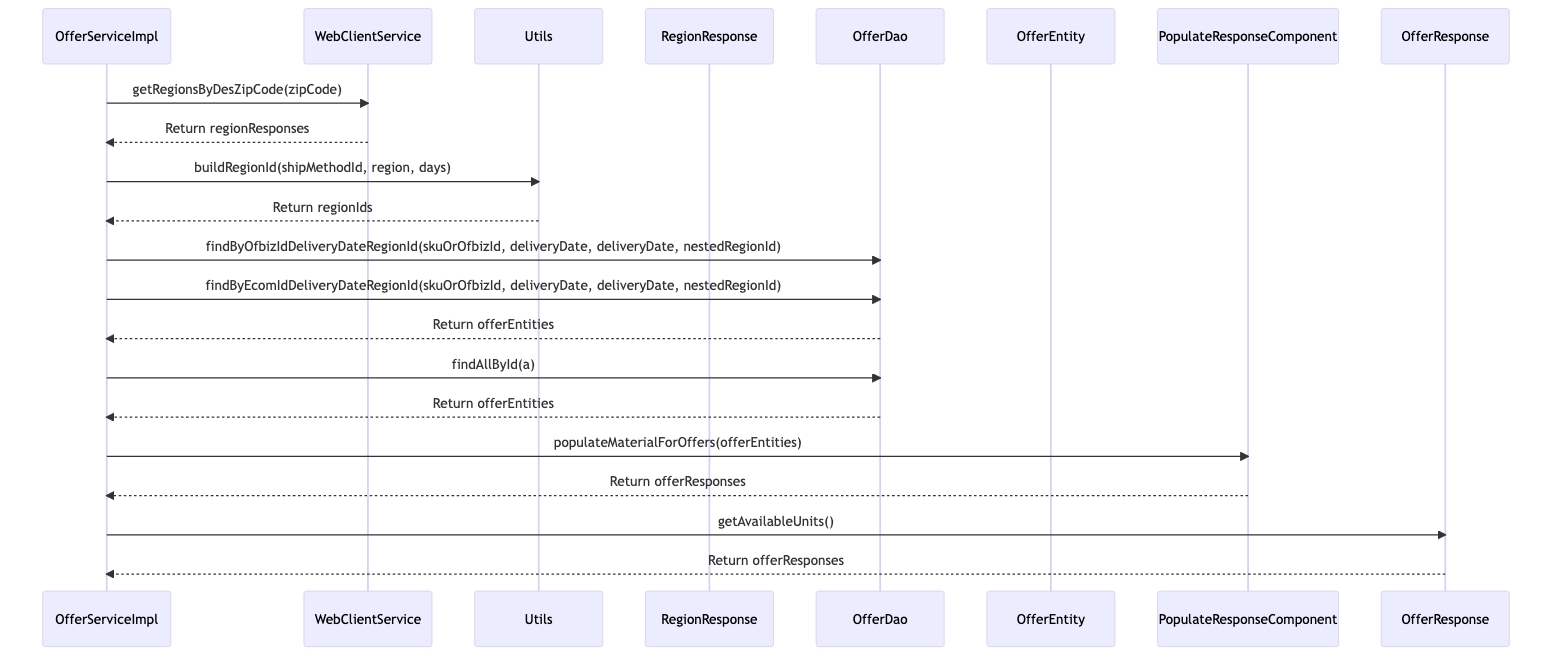 OfferServiceImpl WebClientService Utils RegionResponse OfferDao OfferEntity PopulateResponseComponent OfferResponse
getRegionsByDesZipCode(zipCode)
Return regionResponses
buildRegionId(shipMethodId, region, days)
Return regionIds
findByOfbizIdDeliveryDateRegionId(skuOrOfbizId, deliveryDate, deliveryDate, nestedRegionId)
findByEcomIdDeliveryDateRegionId(skuOrOfbizId, deliveryDate, deliveryDate, nestedRegionId)
Return offerEntities
findAllById(a)
Return offerEntities
populateMaterialForOffers(offerEntities)
Return offerResponses
getAvailableUnits()
Return offerResponses
OfferServiceImpl WebClientService Utils RegionResponse OfferDao OfferEntity PopulateResponseComponent OfferResponse